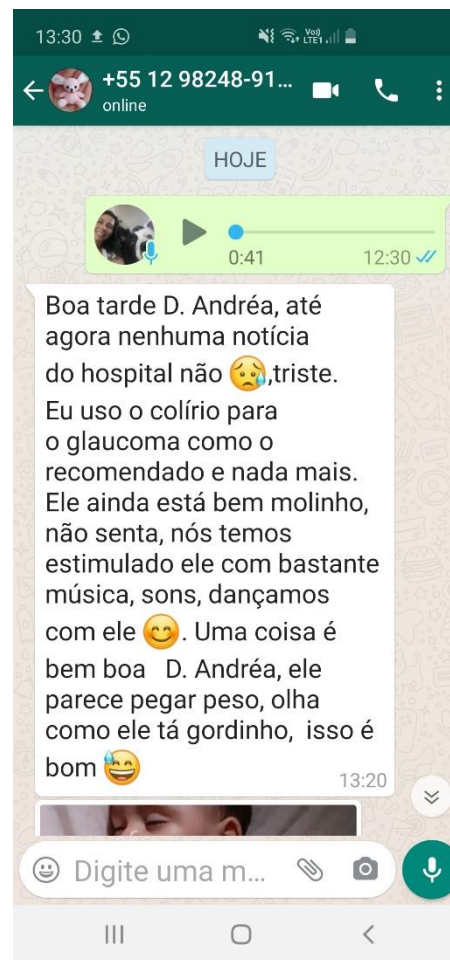 13:30
Vo))
LTE1
+55 12 98248-91...
online
HOJE
0:41
12:30
Boa tarde D. Andréa, até
agora nenhuma notícia
do hospital não 😥,triste.
Eu uso o colírio para
o glaucoma como o
recomendado e nada mais.
Ele ainda está bem molinho,
não senta, nós temos
estimulado ele com bastante
música, sons, dançamos
com ele 😊. Uma coisa é
bem boa   D. Andréa, ele
parece pegar peso, olha
como ele tá gordinho,  isso é
bom 😅
13:20
Digite uma m...